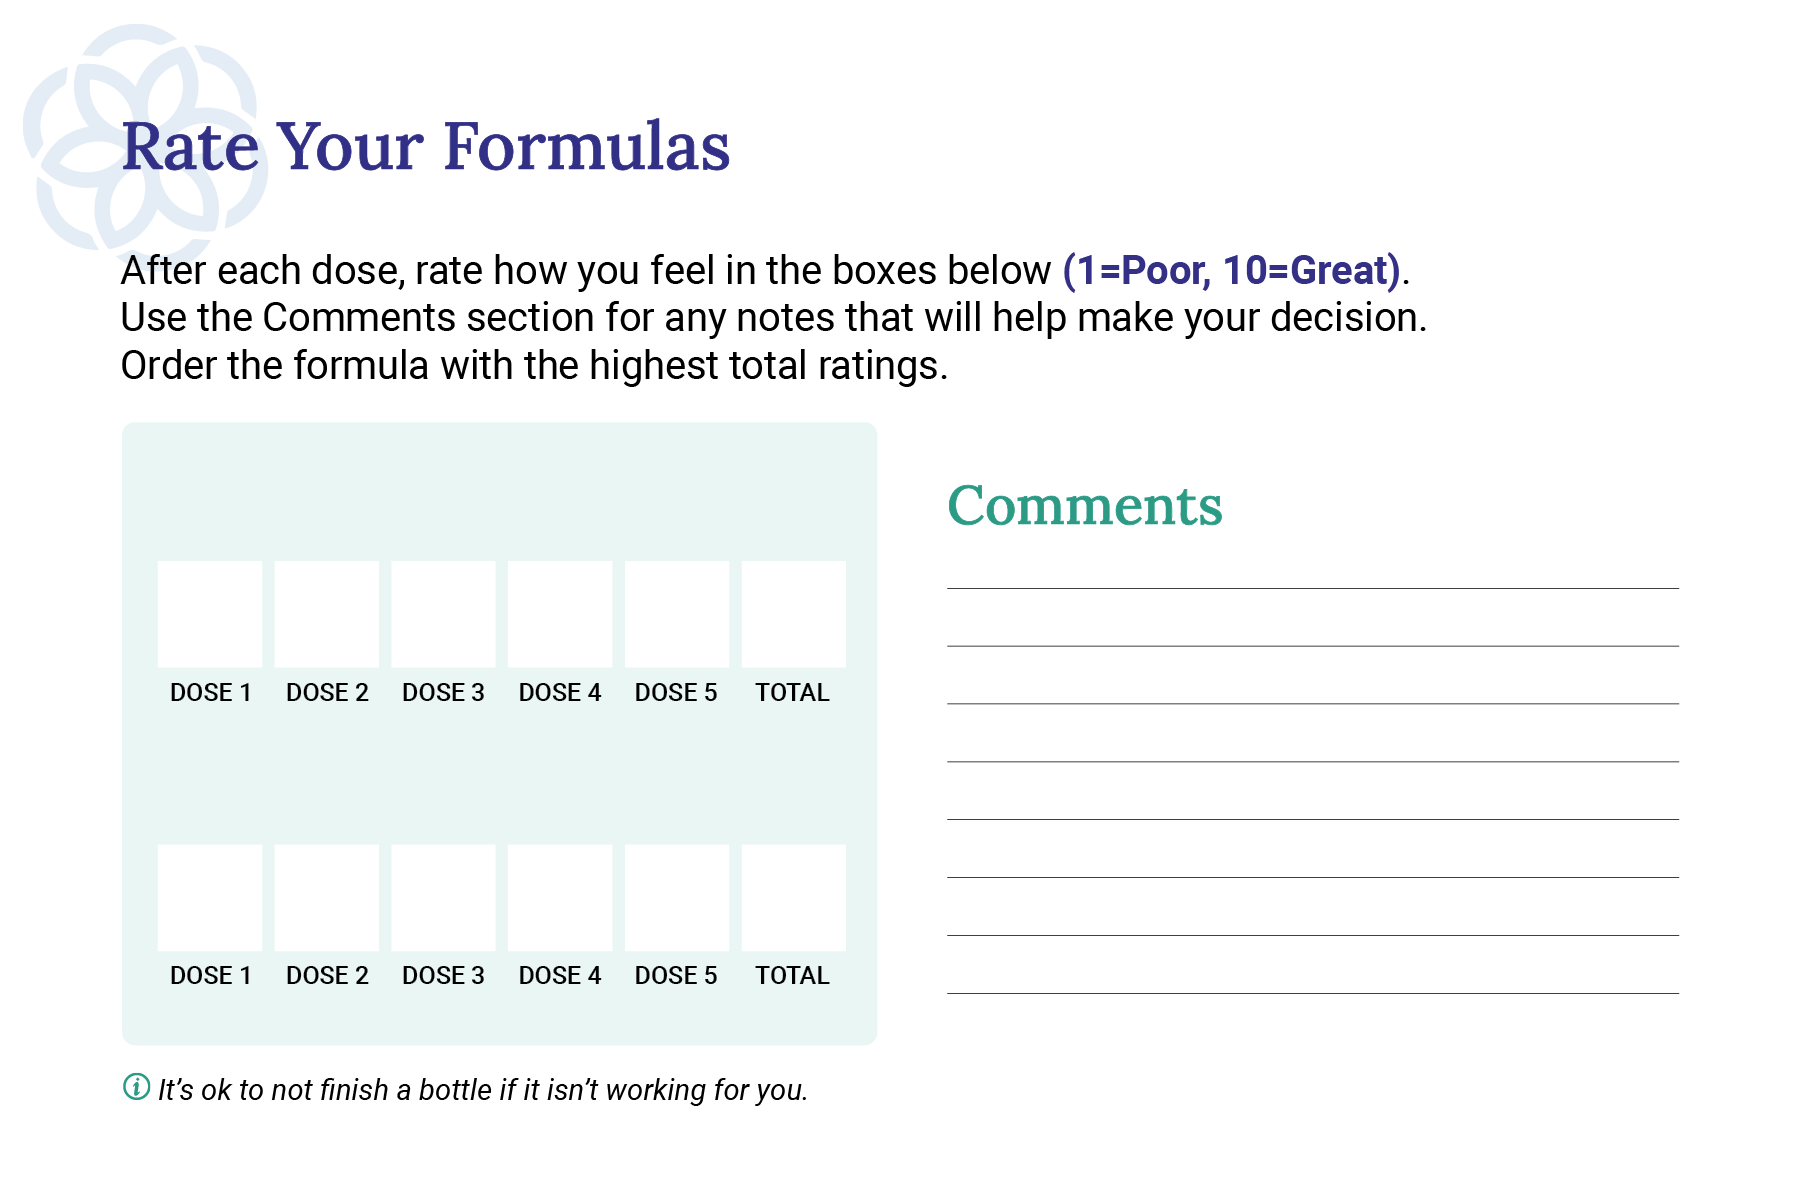 Rate Your Formulas
After each dose, rate how you feel in the boxes below (1=Poor, 10=Great).
Use the Comments section for any notes that will help make your decision.
Order the formula with the highest total ratings.
DOSE 1 DOSE 2 DOSE 3 DOSE 4 DOSE 5 TOTAL
DOSE 1 DOSE 2 DOSE 3 DOSE 4 DOSE 5 TOTAL
Comments
i It’s ok to not finish a bottle if it isn’t working for you.